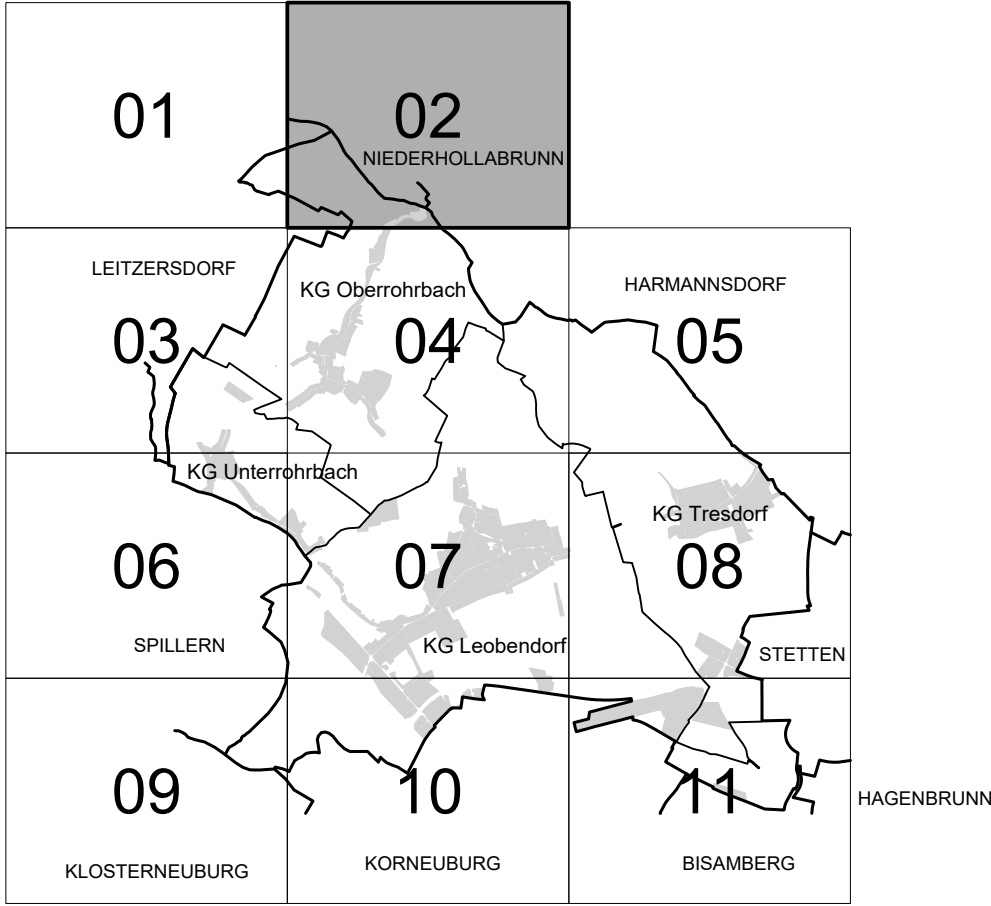 01
02
NIEDERHOLLABRUNN
LEITZERSDORF
KG Oberrohrbach
HARMANNSDORF
03
04
05
KG Unterrohrbach
KG Tresdorf
06
07
08
SPILLERN
KG Leobendorf
STETTEN
09
10
11
HAGENBRUNN
KLOSTERNEUBURG
KORNEUBURG
BISAMBERG